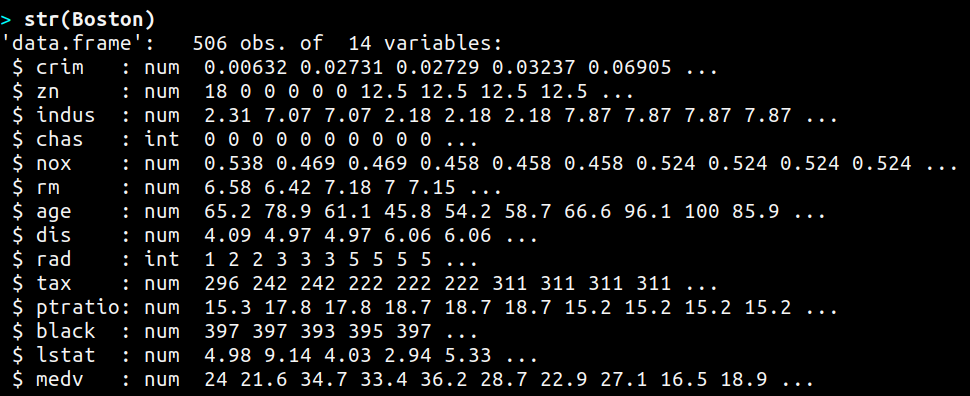 > str(Boston)
'data.frame':   506 obs. of  14 variables:
 $ crim   : num  0.00632 0.02731 0.02729 0.03237 0.06905 ...
 $ zn     : num  18 0 0 0 0 0 12.5 12.5 12.5 12.5 ...
 $ indus  : num  2.31 7.07 7.07 2.18 2.18 2.18 7.87 7.87 7.87 7.87 ...
 $ chas   : int  0 0 0 0 0 0 0 0 0 0 ...
 $ nox    : num  0.538 0.469 0.469 0.458 0.458 0.458 0.524 0.524 0.524 0.524 ...
 $ rm     : num  6.58 6.42 7.18 7 7.15 ...
 $ age    : num  65.2 78.9 61.1 45.8 54.2 58.7 66.6 96.1 100 85.9 ...
 $ dis    : num  4.09 4.97 4.97 6.06 6.06 ...
 $ rad    : int  1 2 2 3 3 3 5 5 5 5 ...
 $ tax    : num  296 242 242 222 222 222 311 311 311 311 ...
 $ ptratio: num  15.3 17.8 17.8 18.7 18.7 18.7 15.2 15.2 15.2 15.2 ...
 $ black  : num  397 397 393 395 397 ...
 $ lstat  : num  4.98 9.14 4.03 2.94 5.33 ...
 $ medv   : num  24 21.6 34.7 33.4 36.2 28.7 22.9 27.1 16.5 18.9 ...